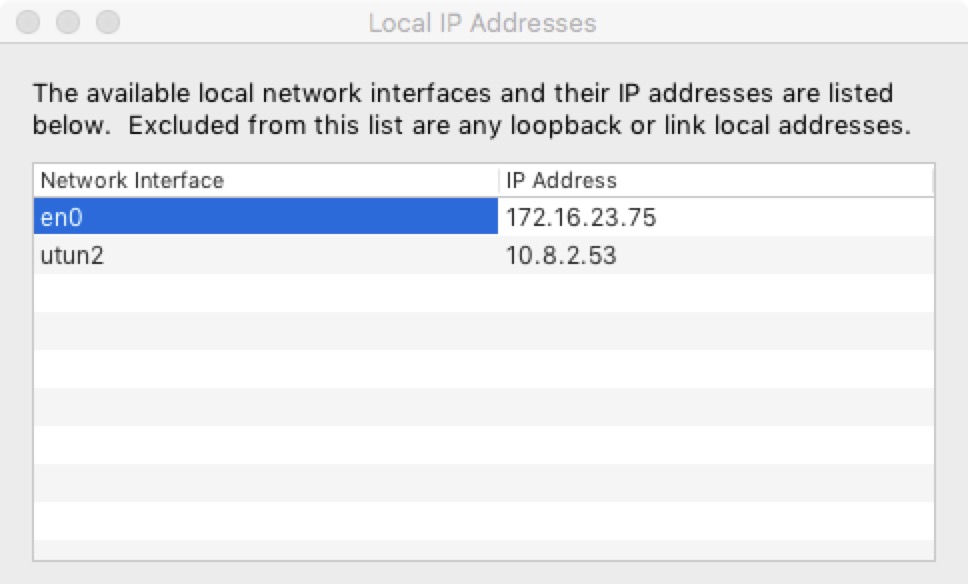 Local IP Addresses
The available local network interfaces and their IP addresses are listed
below.  Excluded from this list are any loopback or link local addresses.
Network Interface IP Address
en0 172.16.23.75
utun2 10.8.2.53